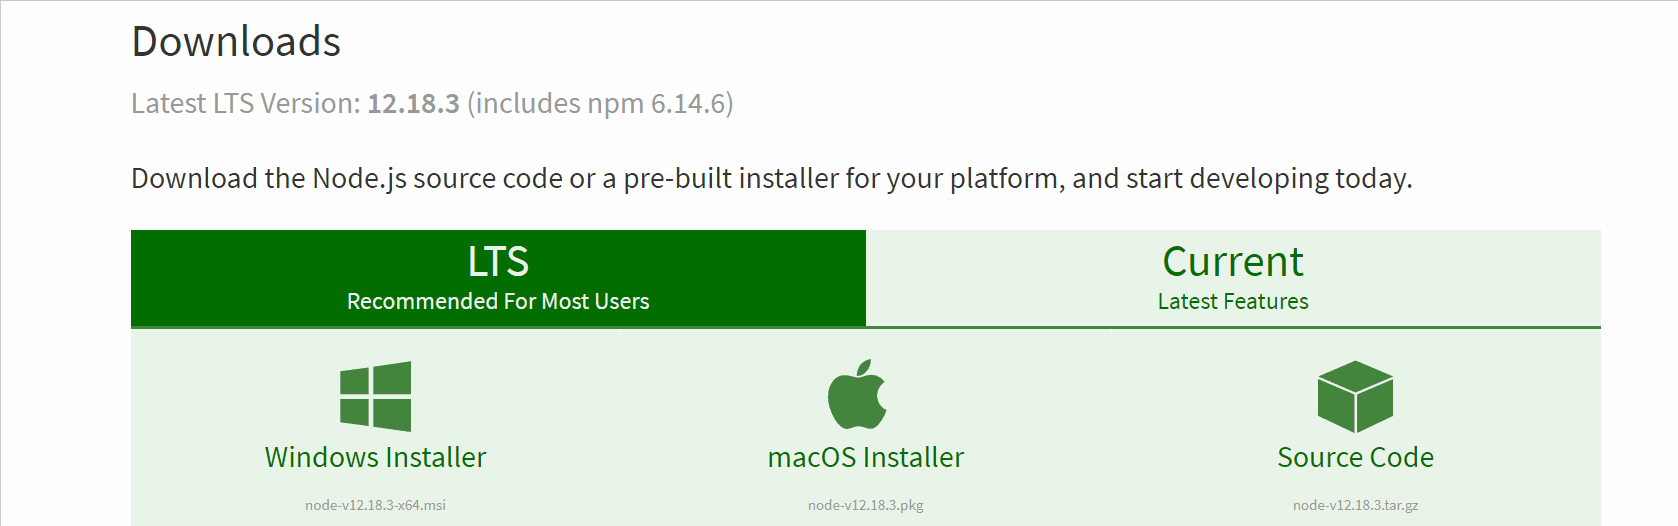 Downloads
Latest LTS Version: 12.18.3 (includes npm 6.14.6)
Download the Node.js source code or a pre-built installer for your platform, and start developing today.
LTS
Recommended For Most Users
Current
Latest Features
Windows Installer
node-v12.18.3-x64.msi
macOS Installer
node-v12.18.3.pkg
Source Code
node-v12.18.3.tar.gz